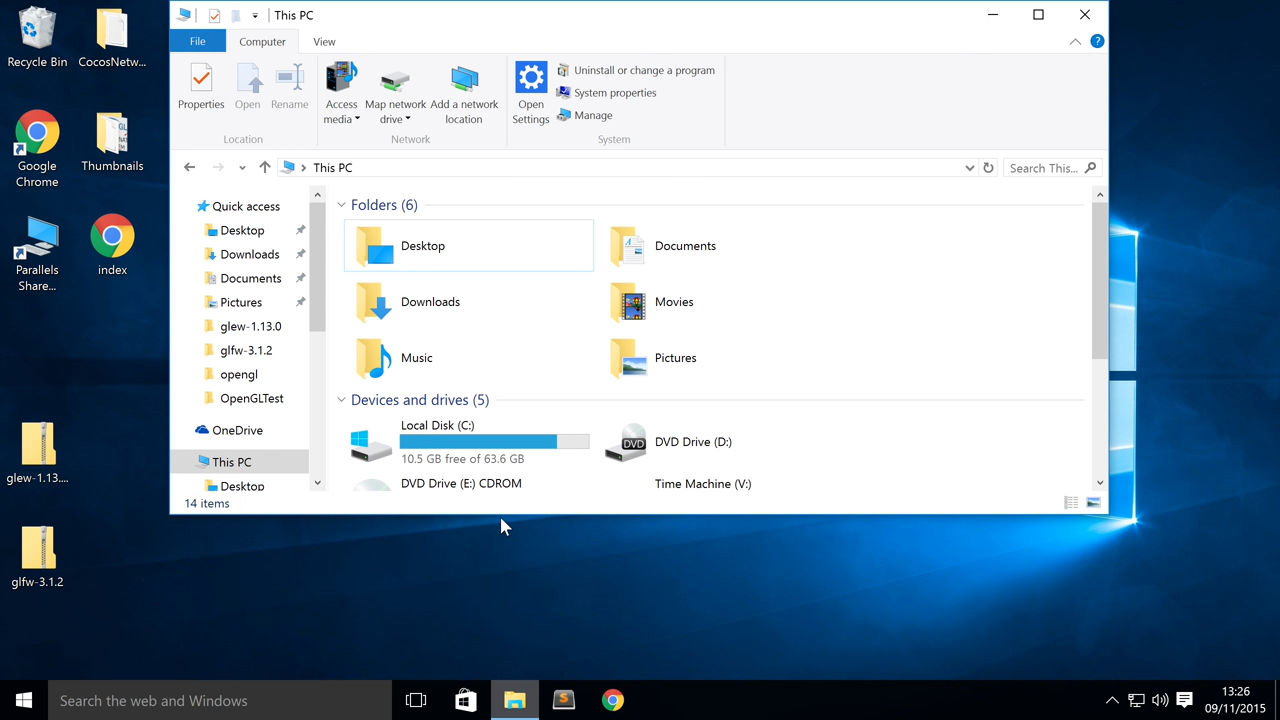 This PC
File
Computer
View
?
Properties
Open
Rename
Access
media
Map network
drive
Add a network
location
Open
Settings
Uninstall or change a program
System properties
Manage
Location
Network
System
This PC
Search This...
Quick access
Desktop
Downloads
Documents
Pictures
glew-1.13.0
glfw-3.1.2
opengl
OpenGLTest
OneDrive
This PC
Desktop
Folders (6)
Desktop
Documents
Downloads
Movies
Music
Pictures
Devices and drives (5)
Local Disk (C:)
10.5 GB free of 63.6 GB
DVD
DVD Drive (D:)
DVD Drive (E:) CDROM
Time Machine (V:)
14 items
Recycle Bin
CocosNetw...
Google
Chrome
Thumbnails
Parallels
Share...
index
glew-1.13....
glfw-3.1.2
Search the web and Windows
13:26
09/11/2015